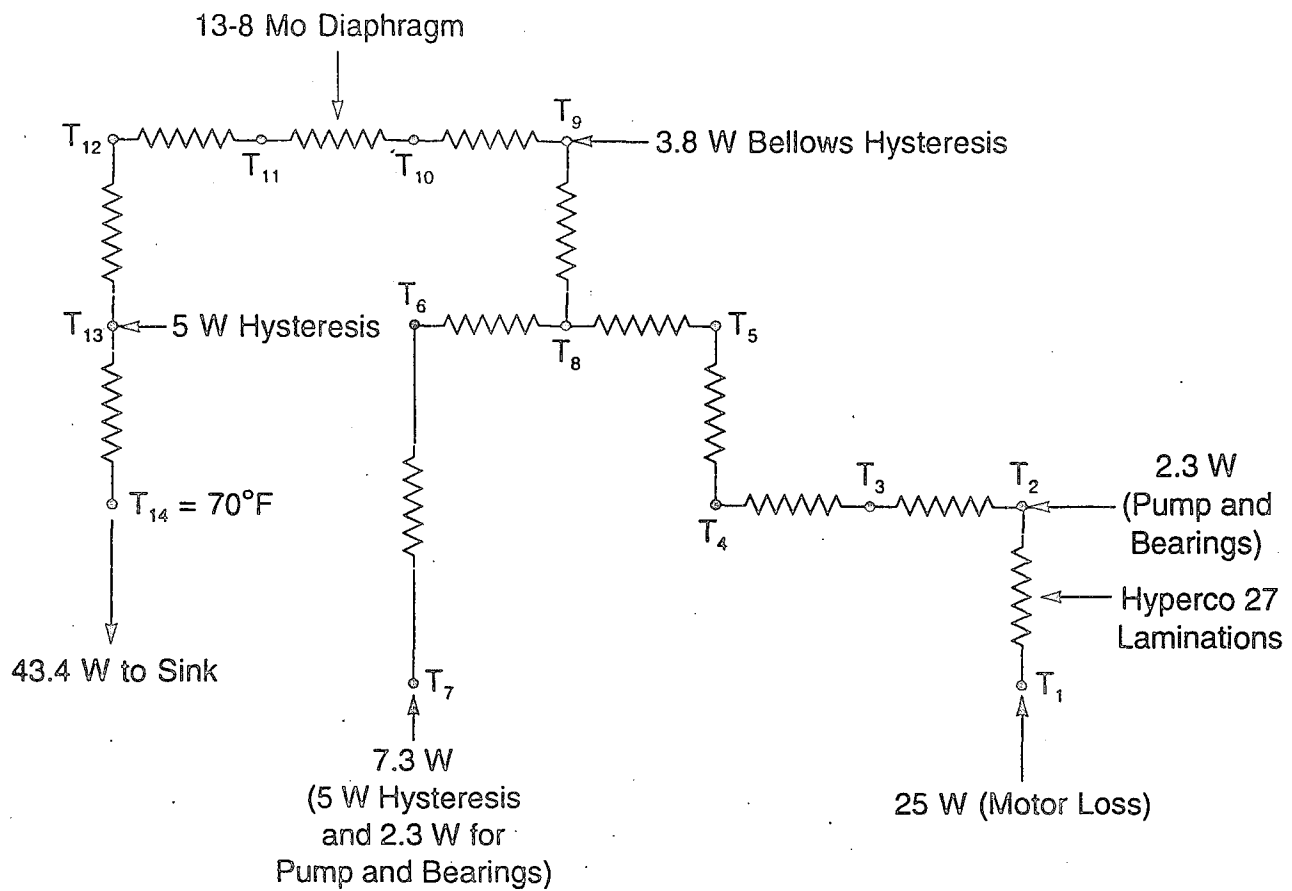 13-8 Mo Diaphragm
T₉
T₁₂
T₁₁
T₁₀
3.8 W Bellows Hysteresis
T₆
T₁₃
5 W Hysteresis
T₈
T₅
T₁₄ = 70°F
T₄
T₃
T₂
2.3 W
(Pump and
Bearings)
Hyperco 27
Laminations
43.4 W to Sink
T₇
T₁
7.3 W
(5 W Hysteresis
and 2.3 W for
Pump and Bearings)
25 W (Motor Loss)